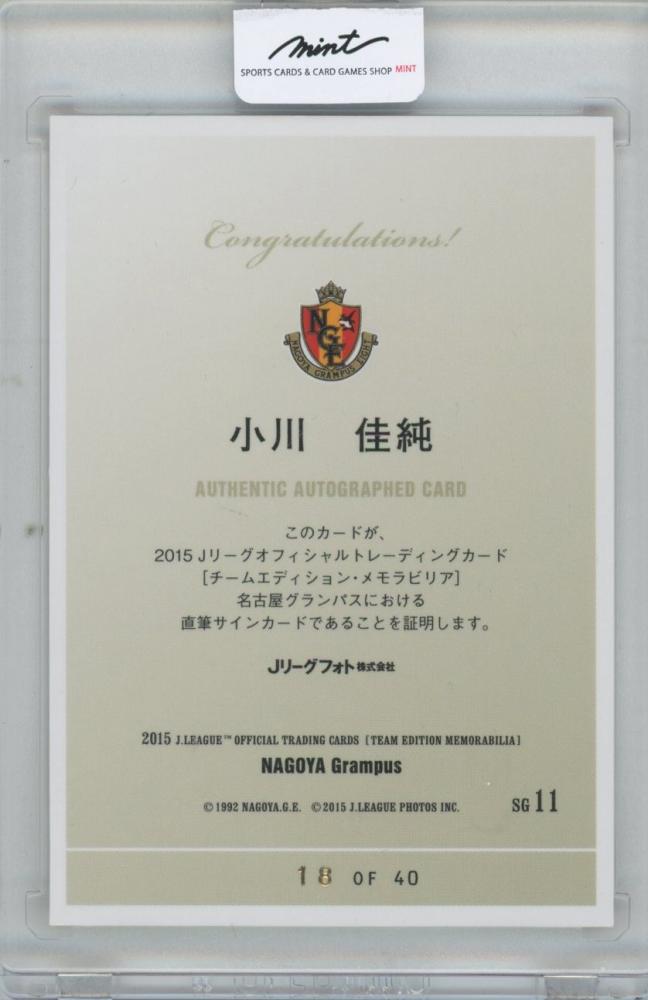 mint
SPORTS CARDS & CARD GAMES SHOP MINT
Congratulations!
NGE
NAGOYA GRAMPUS EIGHT
小川 佳純
AUTHENTIC AUTOGRAPHED CARD
このカードが、
2015 Jリーグオフィシャルトレーディングカード
[チームエディション・メモラビリア]
名古屋グランパスにおける
直筆サインカードであることを証明します。
Jリーグフォト株式会社
2015 J.LEAGUE™ OFFICIAL TRADING CARDS [TEAM EDITION MEMORABILIA]
NAGOYA Grampus
©1992 NAGOYA.G.E. ©2015 J.LEAGUE PHOTOS INC.
SG 11
18 OF 40